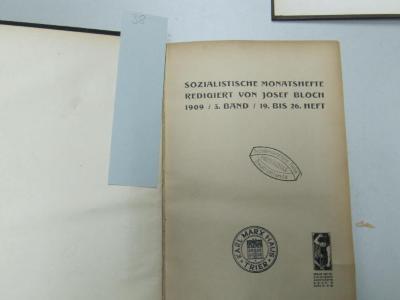 38
SOZIALISTISCHE MONATSHEFTE
REDIGIERT VON JOSEF BLOCH
1909 / 3. BAND / 19. BIS 26. HEFT
KARL MARX HAUS
TRIER